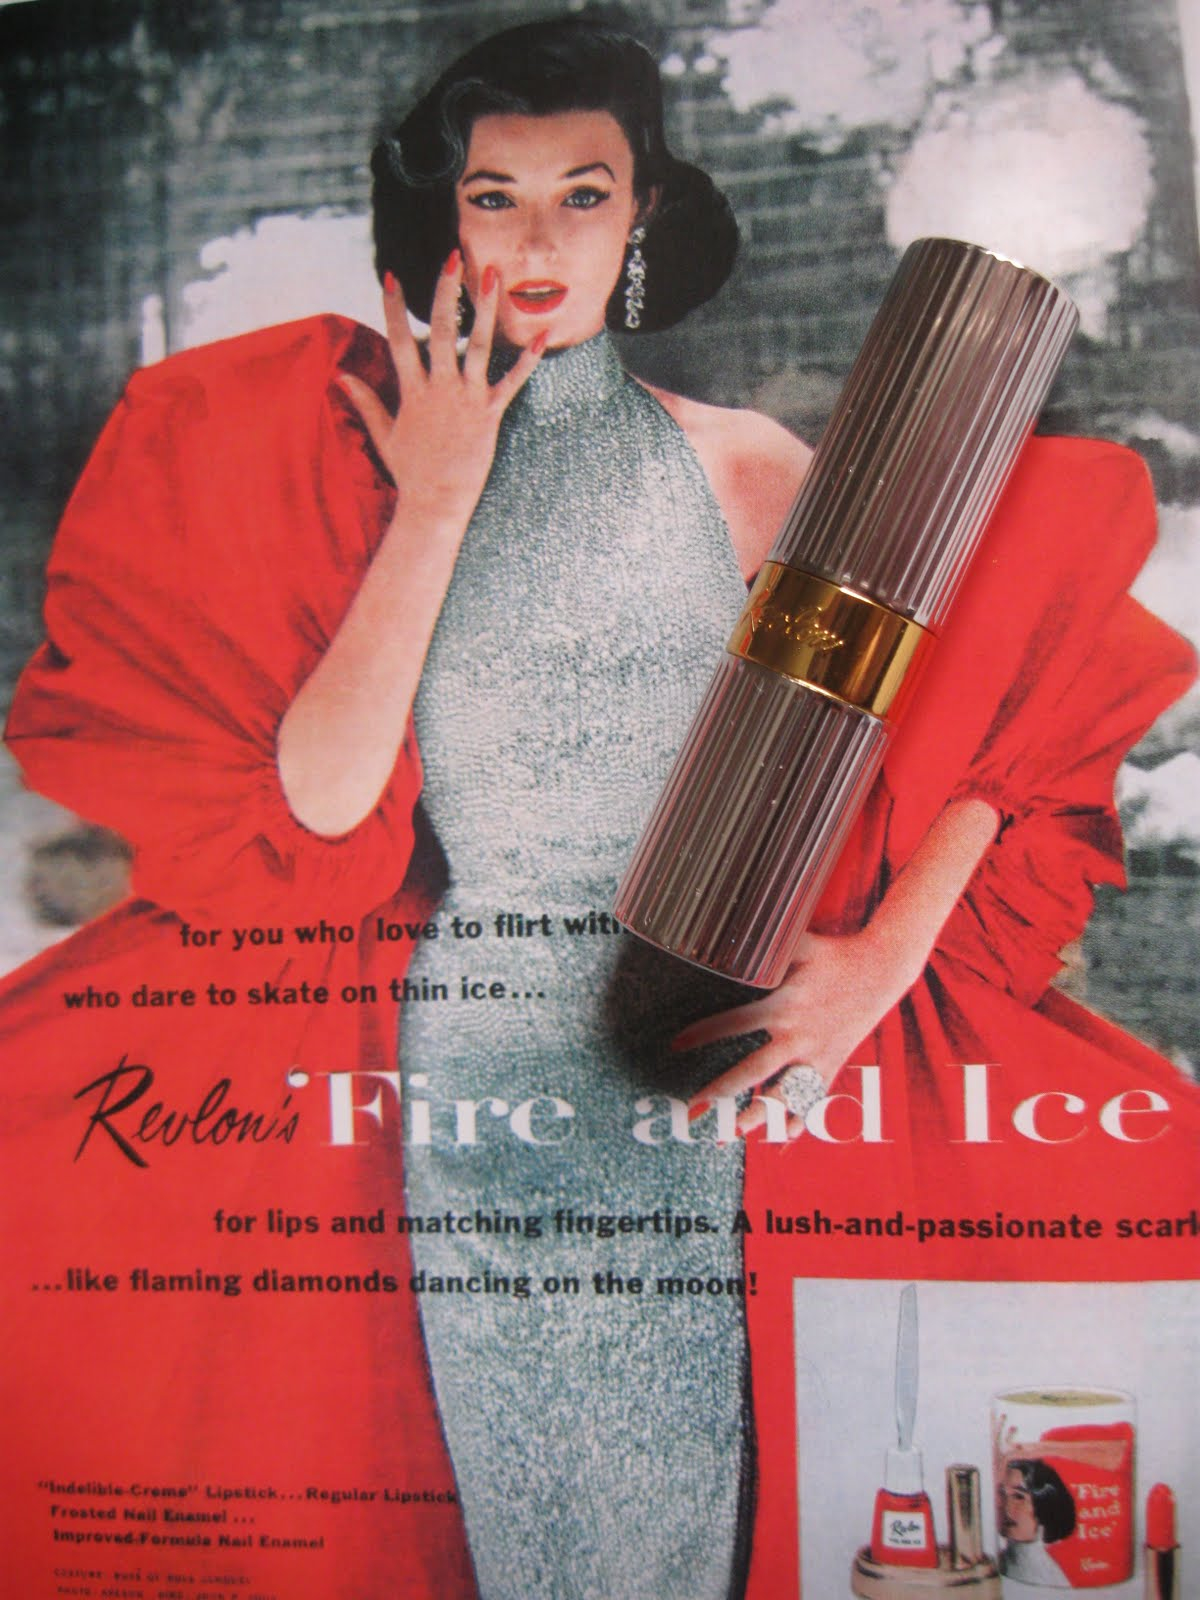 Revlon
for you who love to flirt with
who dare to skate on thin ice...
Revlon's 'Fire and Ice
for lips and matching fingertips. A lush-and-passionate scarl
...like flaming diamonds dancing on the moon!
"Indelible-Creme" Lipstick...Regular Lipstick
Frosted Nail Enamel ...
Improved-Formula Nail Enamel
'Fire
and
Ice'
Revlon